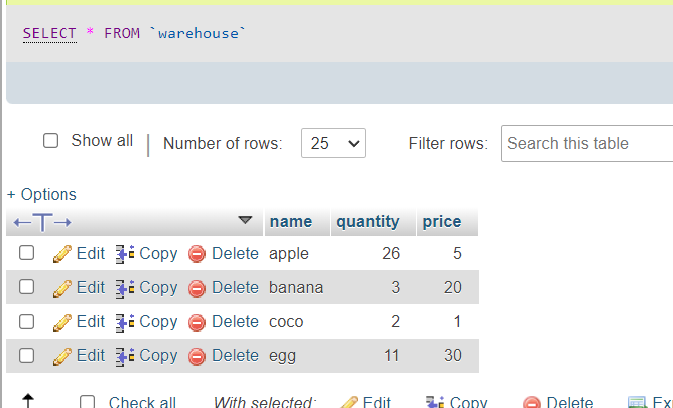 SELECT * FROM `warehouse`
Show all | Number of rows: 25 Filter rows: Search this table
+ Options
←T→ name quantity price
Edit Copy Delete apple 26 5
Edit Copy Delete banana 3 20
Edit Copy Delete coco 2 1
Edit Copy Delete egg 11 30
Check all With selected: Edit Copy Delete